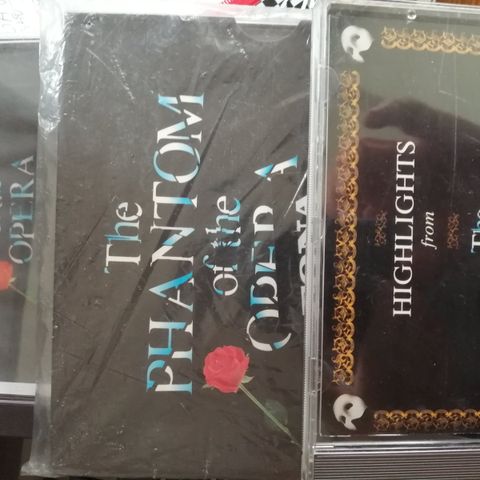 OPERA
The
PHANTOM
of the
OPERA
HIGHLIGHTS
from
The